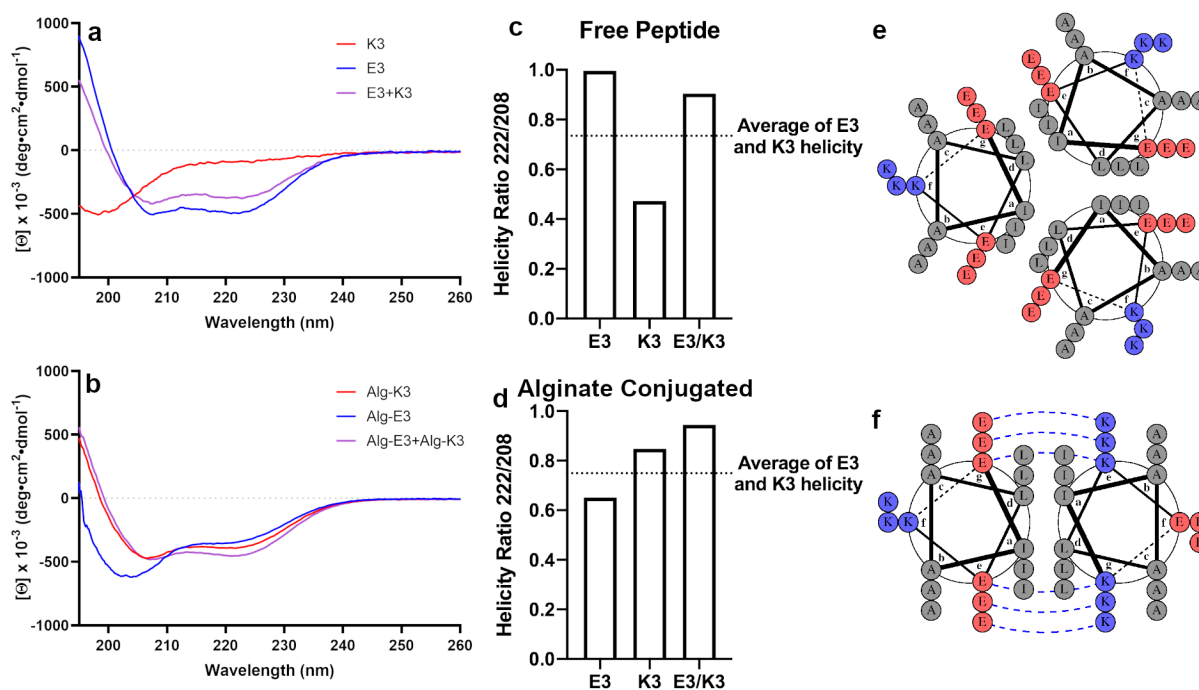 a
1000
500
0
-500
-1000
[Θ] x 10⁻³ (deg•cm²•dmol⁻¹)
200 210 220 230 240 250 260
Wavelength (nm)
K3
E3
E3+K3
b
1000
500
0
-500
-1000
[Θ] x 10⁻³ (deg•cm²•dmol⁻¹)
200 210 220 230 240 250 260
Wavelength (nm)
Alg-K3
Alg-E3
Alg-E3+Alg-K3
c
Free Peptide
1.0
0.8
0.6
0.4
0.2
0.0
Helicity Ratio 222/208
E3 K3 E3/K3
Average of E3
and K3 helicity
d
Alginate Conjugated
1.0
0.8
0.6
0.4
0.2
0.0
Helicity Ratio 222/208
E3 K3 E3/K3
Average of E3
and K3 helicity
e
A A A
K K K
E E E
I I I
A A A
E E E
L L L
b f e c a d g
A A A
E E E
L L L
K K K
I I I
A A A
E E E
c g d f a b e
I I I
E E E
L L L
A A A
E E E
K K K
A A A
a e d b g f c
f
A A A
E E E
L L L
K K K
I I I
A A A
E E E
c g d f a b e
K K K
A A A
I I I
E E E
L L L
A A A
K K K
e b a f d c g